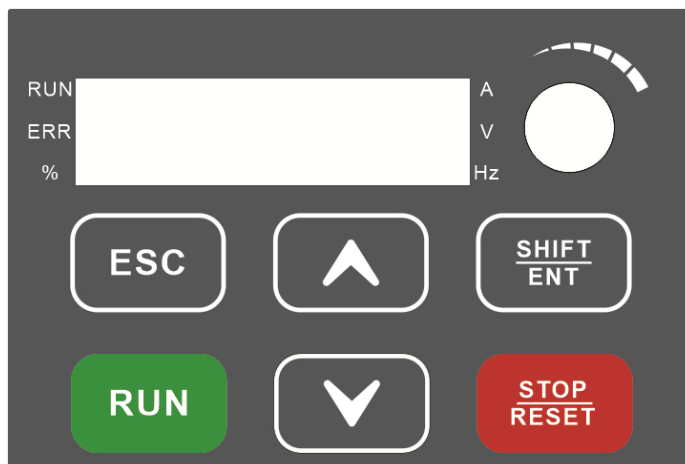 RUN
A
ERR
V
%
Hz
ESC
SHIFT
ENT
RUN
STOP
RESET